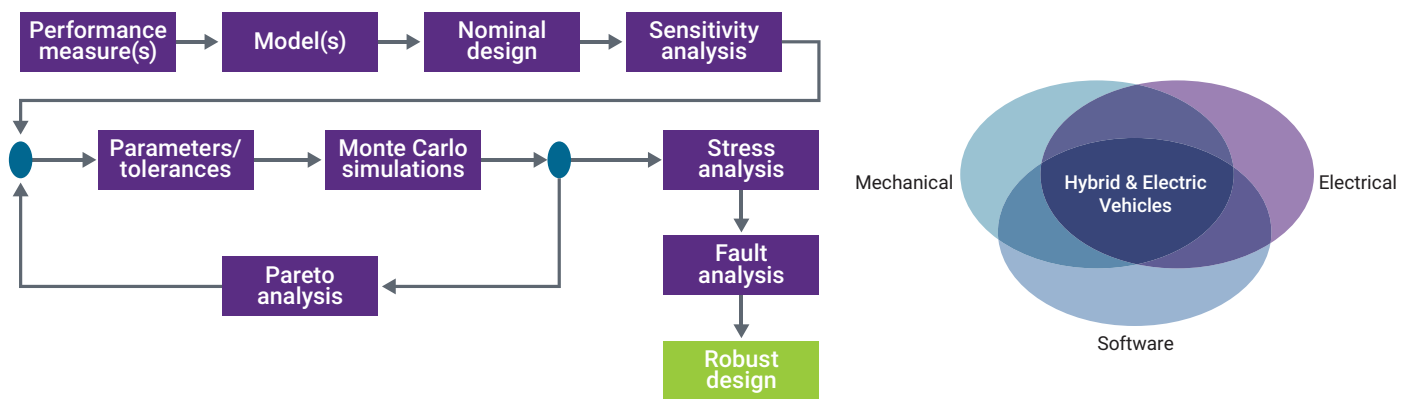 Performance
measure(s)
Model(s)
Nominal
design
Sensitivity
analysis
Parameters/
tolerances
Monte Carlo
simulations
Stress
analysis
Pareto
analysis
Fault
analysis
Robust
design
Mechanical
Hybrid & Electric
Vehicles
Electrical
Software